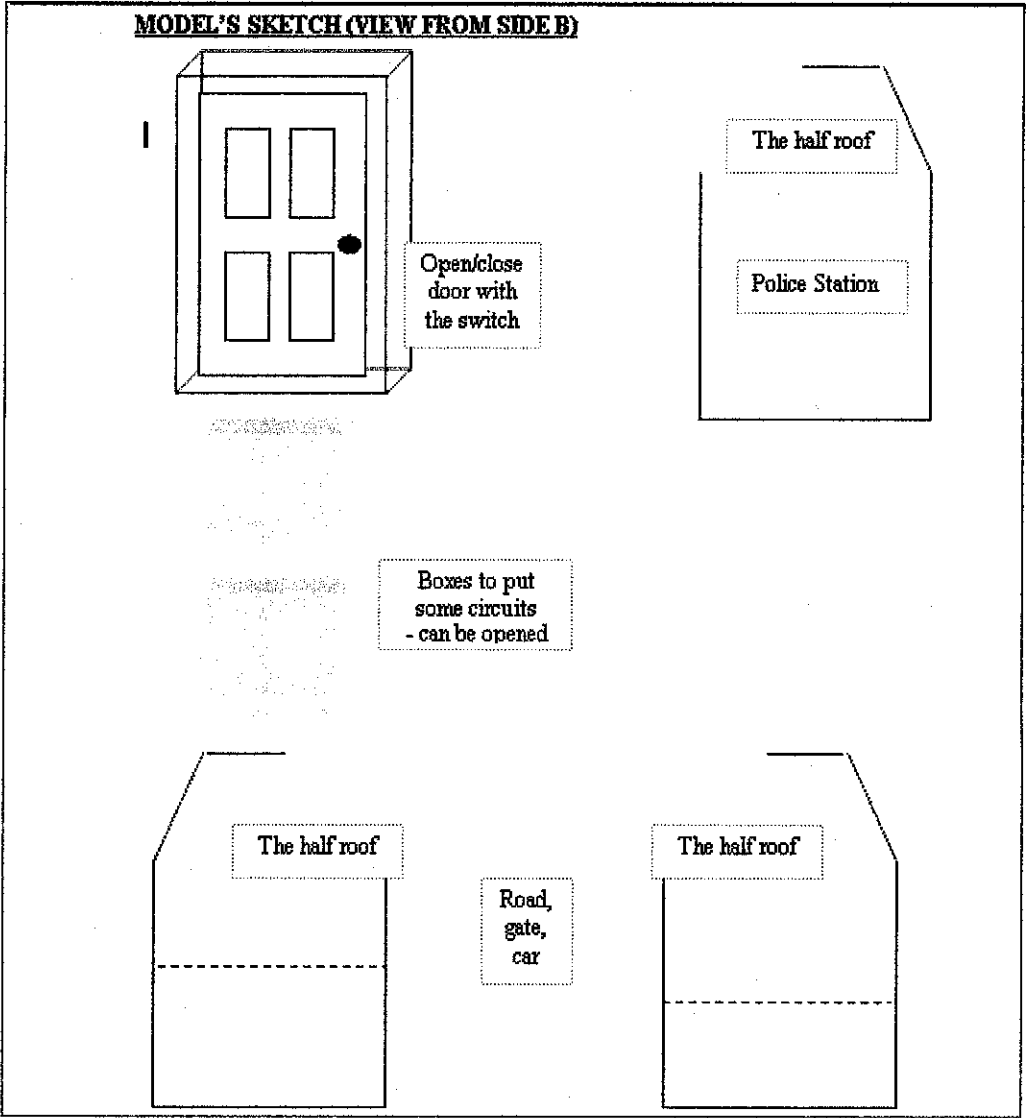 MODEL'S SKETCH (VIEW FROM SIDE B)
The half roof
Open/close
door with
the switch
Police Station
Boxes to put
some circuits
- can be opened
The half roof
The half roof
Road,
gate,
car